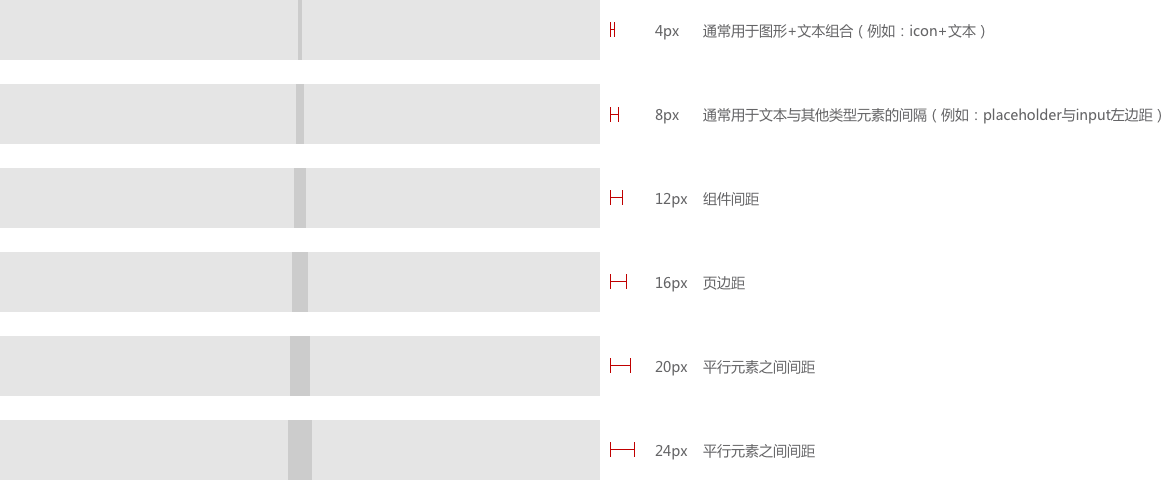 4px 通常用于图形+文本组合（例如：icon+文本）
8px 通常用于文本与其他类型元素的间隔（例如：placeholder与input左边距）
12px 组件间距
16px 页边距
20px 平行元素之间间距
24px 平行元素之间间距